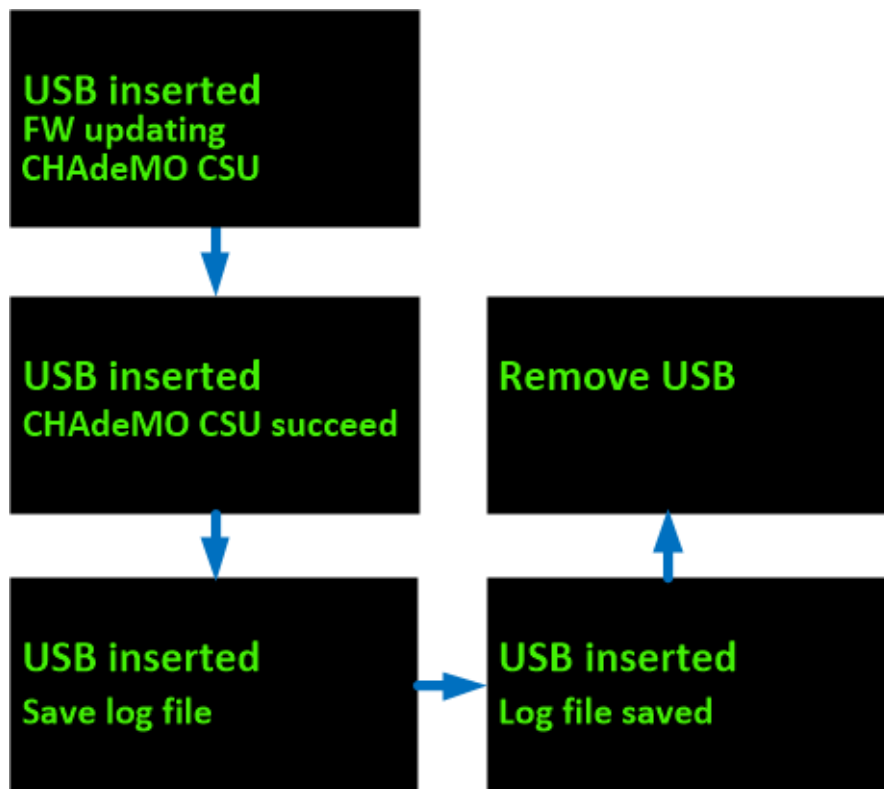 USB inserted
FW updating
CHAdeMO CSU
USB inserted
CHAdeMO CSU succeed
USB inserted
Save log file
USB inserted
Log file saved
Remove USB